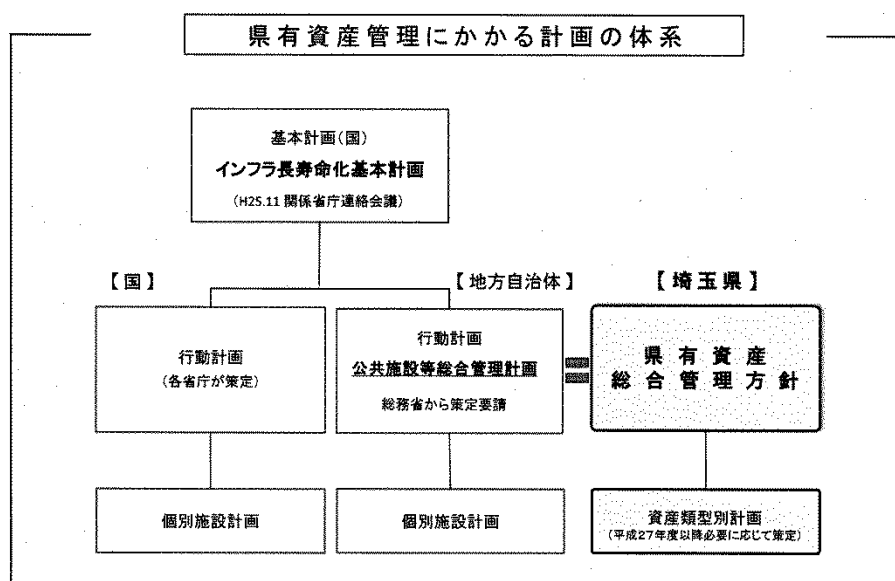 県有資産管理にかかる計画の体系
基本計画(国)
インフラ長寿命化基本計画
(H25.11 関係省庁連絡会議)
【国】
【地方自治体】
【埼玉県】
行動計画
(各省庁が策定)
行動計画
公共施設等総合管理計画
総務省から策定要請
県有資産
総合管理方針
個別施設計画
個別施設計画
資産類型別計画
(平成27年度以降必要に応じて策定)